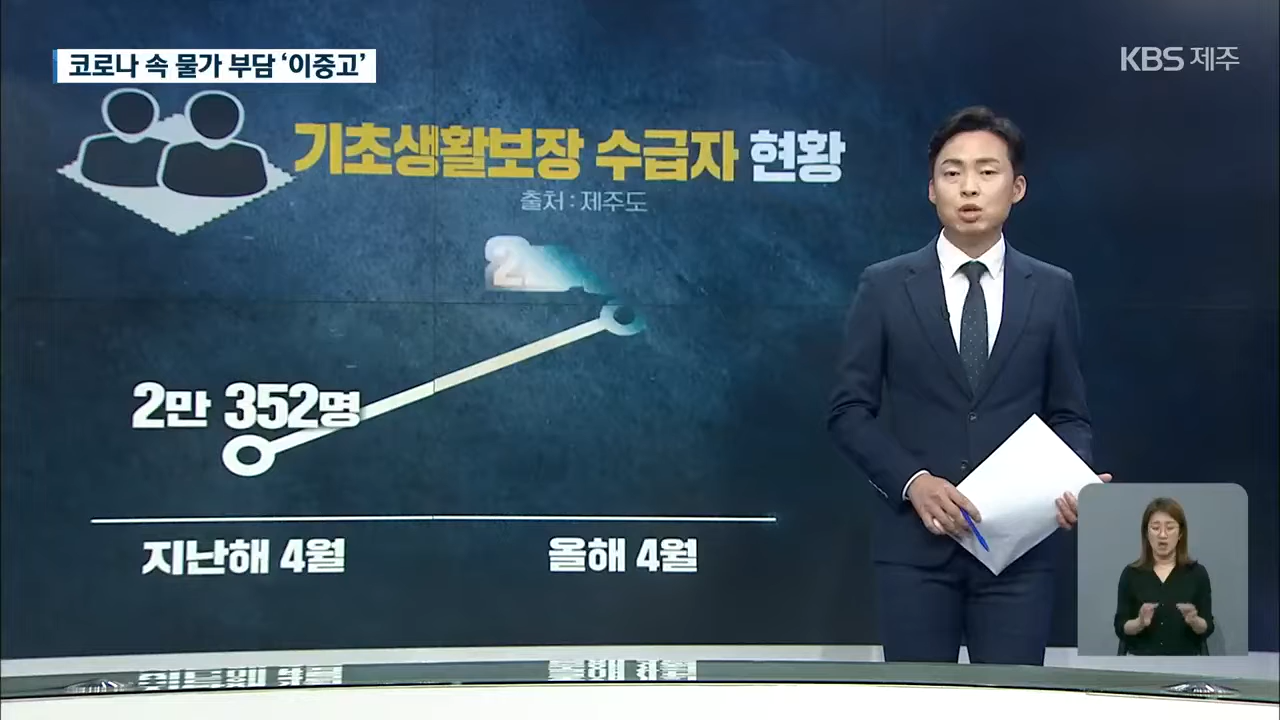 코로나 속 물가 부담 ‘이중고’
KBS 제주
기초생활보장 수급자 현황
출처 : 제주도
2만 352명
지난해 4월
올해 4월